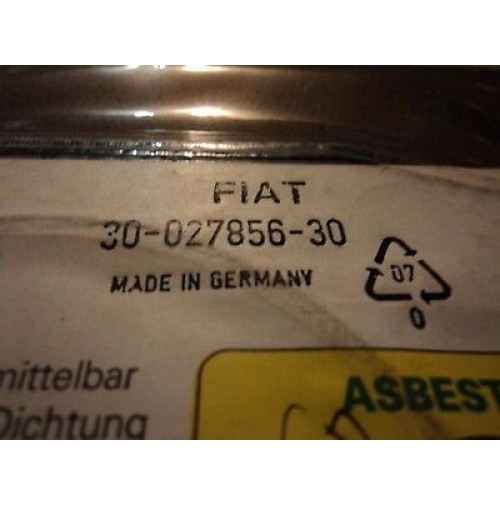 FIAT
30-027856-30
MADE IN GERMANY
07
0
mittelbar
Dichtung
ASBEST